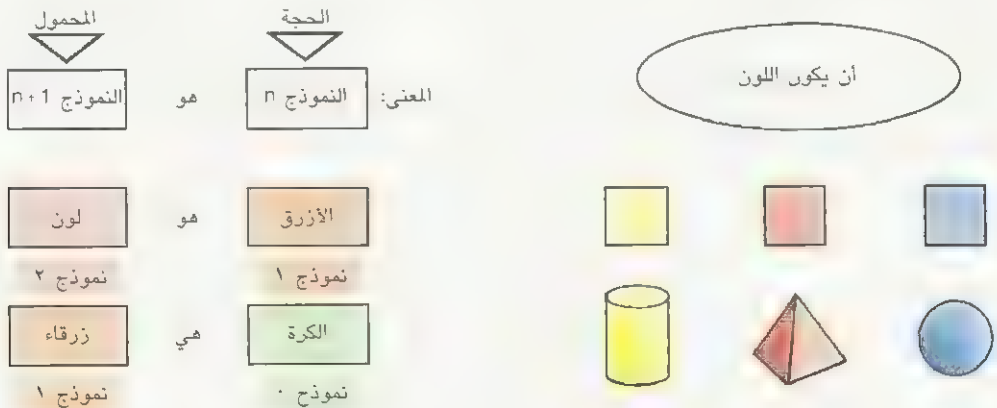 أن يكون اللون
الحجة
المحمول
المعنى: النموذج n هو النموذج n+1
الأزرق هو لون
نموذج ١
نموذج ٢
الكرة هي زرقاء
نموذج ٠
نموذج ١